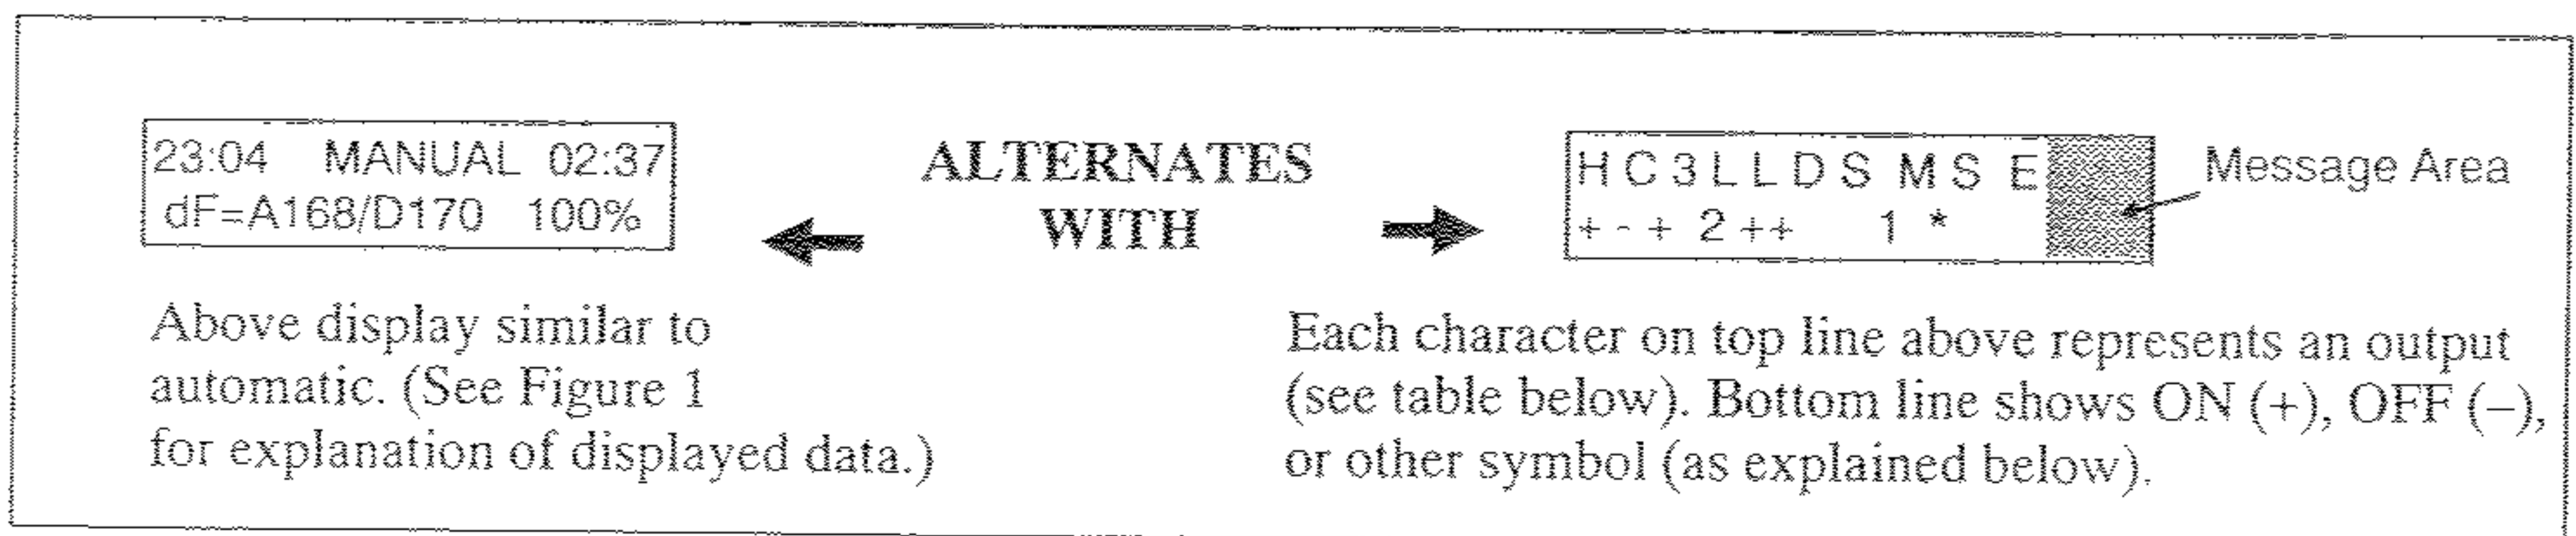 23:04 MANUAL 02:37
dF=A168/D170 100%
ALTERNATES
WITH
H C 3 L L D S M S E
+ - + 2 + + 1 *
Message Area
Above display similar to
automatic. (See Figure 1
for explanation of displayed data.)
Each character on top line above represents an output
(see table below). Bottom line shows ON (+), OFF (–),
or other symbol (as explained below).